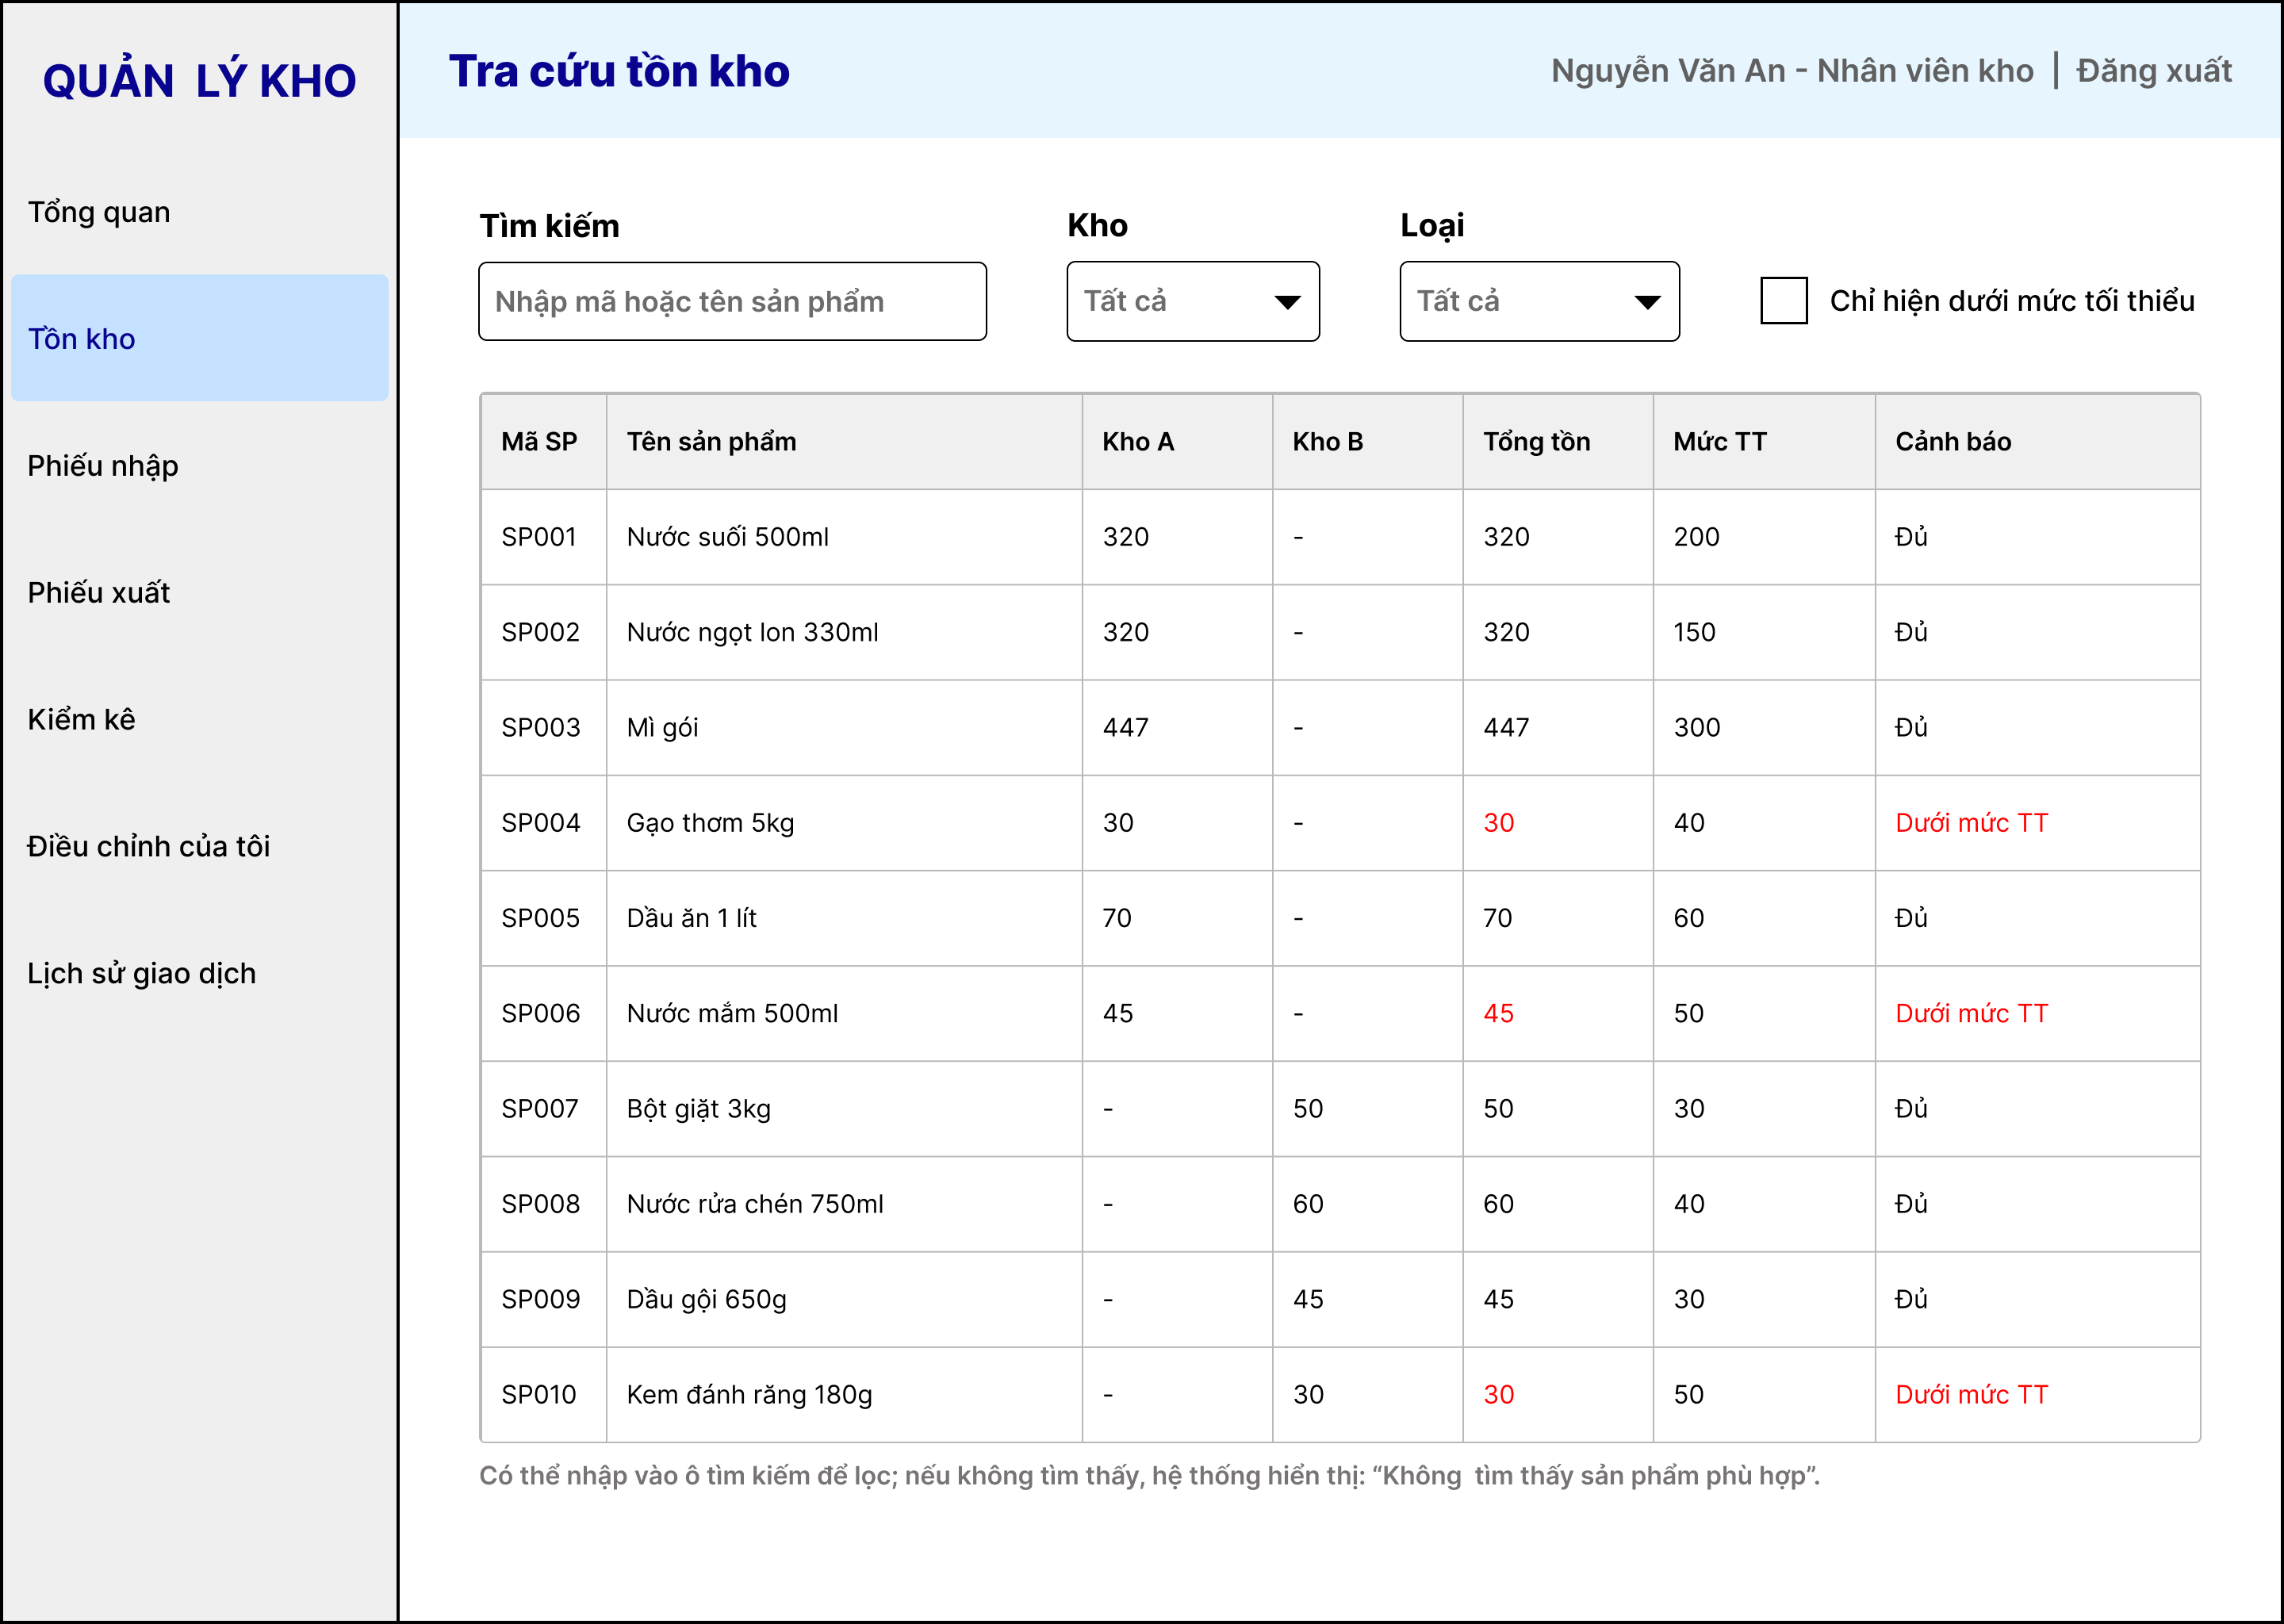 QUẢN LÝ KHO
Tổng quan
Tồn kho
Phiếu nhập
Phiếu xuất
Kiểm kê
Điều chỉnh của tôi
Lịch sử giao dịch
Tra cứu tồn kho
Nguyễn Văn An - Nhân viên kho | Đăng xuất
Tìm kiếm Kho Loại
Nhập mã hoặc tên sản phẩm Tất cả Tất cả Chỉ hiện dưới mức tối thiểu
Mã SP Tên sản phẩm Kho A Kho B Tổng tồn Mức TT Cảnh báo
SP001 Nước suối 500ml 320 - 320 200 Đủ
SP002 Nước ngọt lon 330ml 320 - 320 150 Đủ
SP003 Mì gói 447 - 447 300 Đủ
SP004 Gạo thơm 5kg 30 - 30 40 Dưới mức TT
SP005 Dầu ăn 1 lít 70 - 70 60 Đủ
SP006 Nước mắm 500ml 45 - 45 50 Dưới mức TT
SP007 Bột giặt 3kg - 50 50 30 Đủ
SP008 Nước rửa chén 750ml - 60 60 40 Đủ
SP009 Dầu gội 650g - 45 45 30 Đủ
SP010 Kem đánh răng 180g - 30 30 50 Dưới mức TT
Có thể nhập vào ô tìm kiếm để lọc; nếu không tìm thấy, hệ thống hiển thị: “Không tìm thấy sản phẩm phù hợp”.